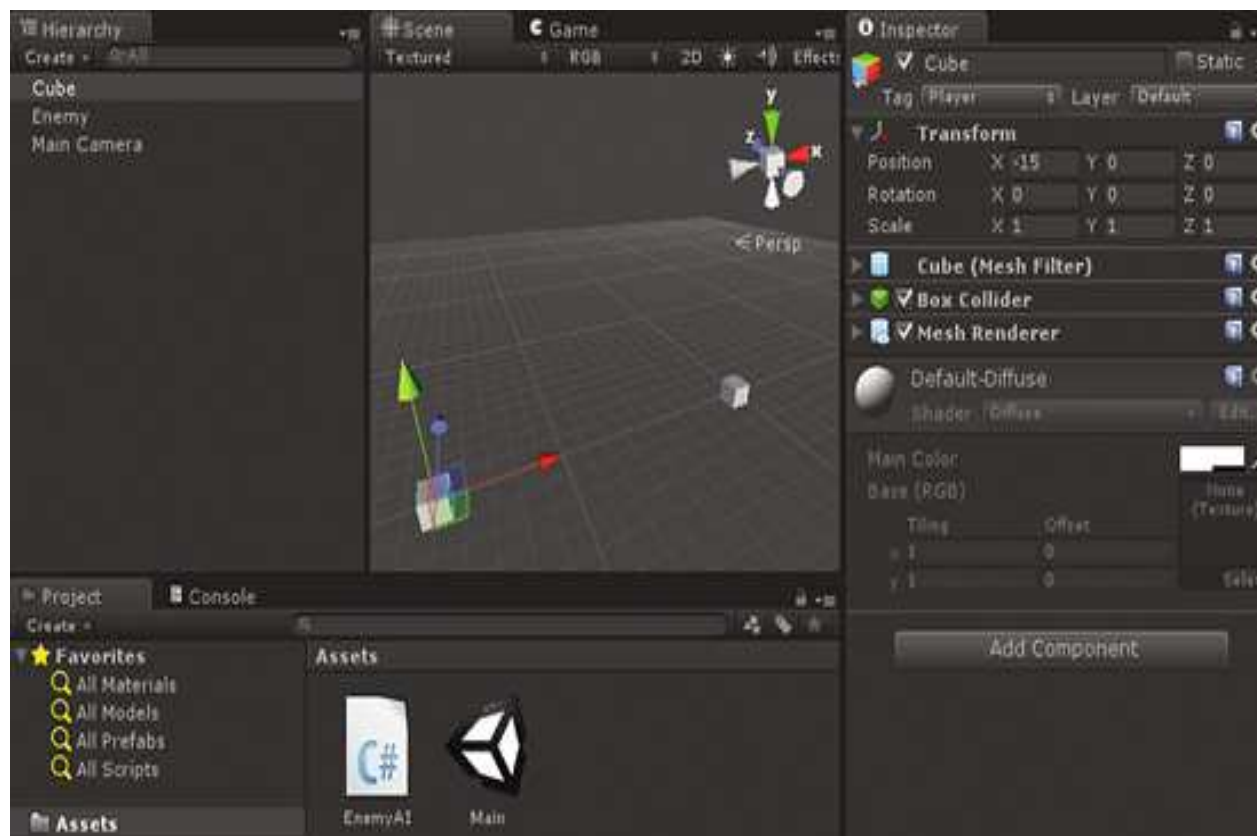 Hierarchy
Create
All
Cube
Enemy
Main Camera
Scene
Game
Textured
RGB
2D
Effects
y
z
x
Persp
Inspector
Cube
Static
Tag Player Layer Default
Transform
Position X -15 Y 0 Z 0
Rotation X 0 Y 0 Z 0
Scale X 1 Y 1 Z 1
Cube (Mesh Filter)
Box Collider
Mesh Renderer
Default-Diffuse
Shader Diffuse Edit
Main Color
Base (RGB)
None
(Texture
Tiling Offset
x 1 0
y 1 0
Sele
Add Component
Project
Console
Create
Favorites
All Materials
All Models
All Prefabs
All Scripts
Assets
Assets
C#
EnemyAI
Main